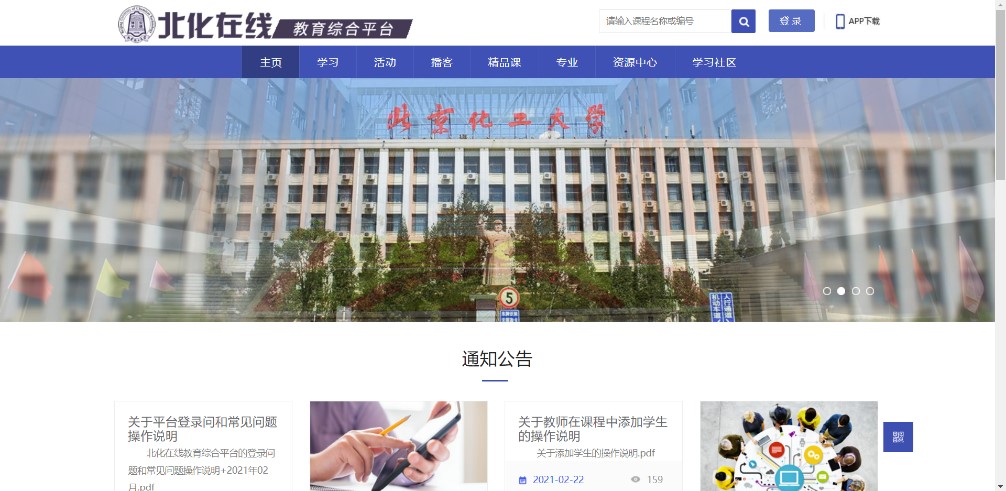 北化在线
教育综合平台
请输入课程名称或编号
登录
APP下载
主页 学习 活动 播客 精品课 专业 资源中心 学习社区
北京化工大学
5
通知公告
关于平台登录问和常见问题
操作说明
北化在线教育综合平台的登录问
题和常见问题操作说明+2021年02
月.pdf
关于教师在课程中添加学生
的操作说明
关于添加学生的操作说明.pdf
2021-02-22 159